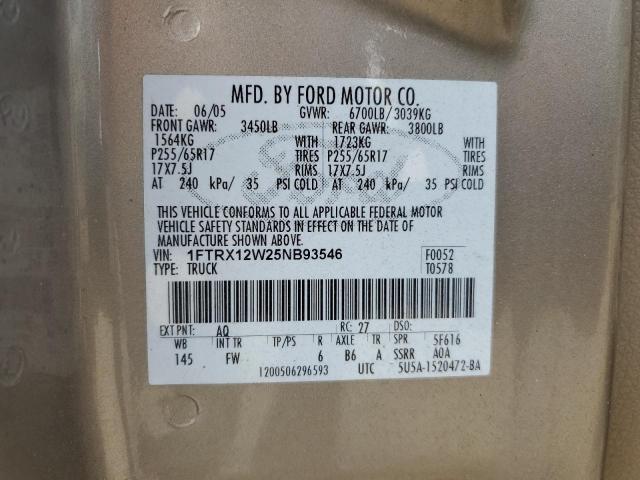 MFD. BY FORD MOTOR CO.
DATE: 06/05 GVWR: 6700LB/3039KG
FRONT GAWR: 3450LB REAR GAWR: 3800LB
1564KG WITH 1723KG WITH
P255/65R17 TIRES P255/65R17 TIRES
17X7.5J RIMS 17X7.5J RIMS
AT 240 kPa/ 35 PSI COLD AT 240 kPa/ 35 PSI COLD
THIS VEHICLE CONFORMS TO ALL APPLICABLE FEDERAL MOTOR
VEHICLE SAFETY STANDARDS IN EFFECT ON THE DATE OF
MANUFACTURE SHOWN ABOVE.
VIN: 1FTRX12W25NB93546 F0052
TYPE: TRUCK T0578
EXT PNT: AQ RC: 27 DSO:
WB INT TR TP/PS R AXLE TR SPR 5F616
145 FW 6 B6 A SSRR AOA
1200506296593 UTC 5U5A-1520472-BA
Ford